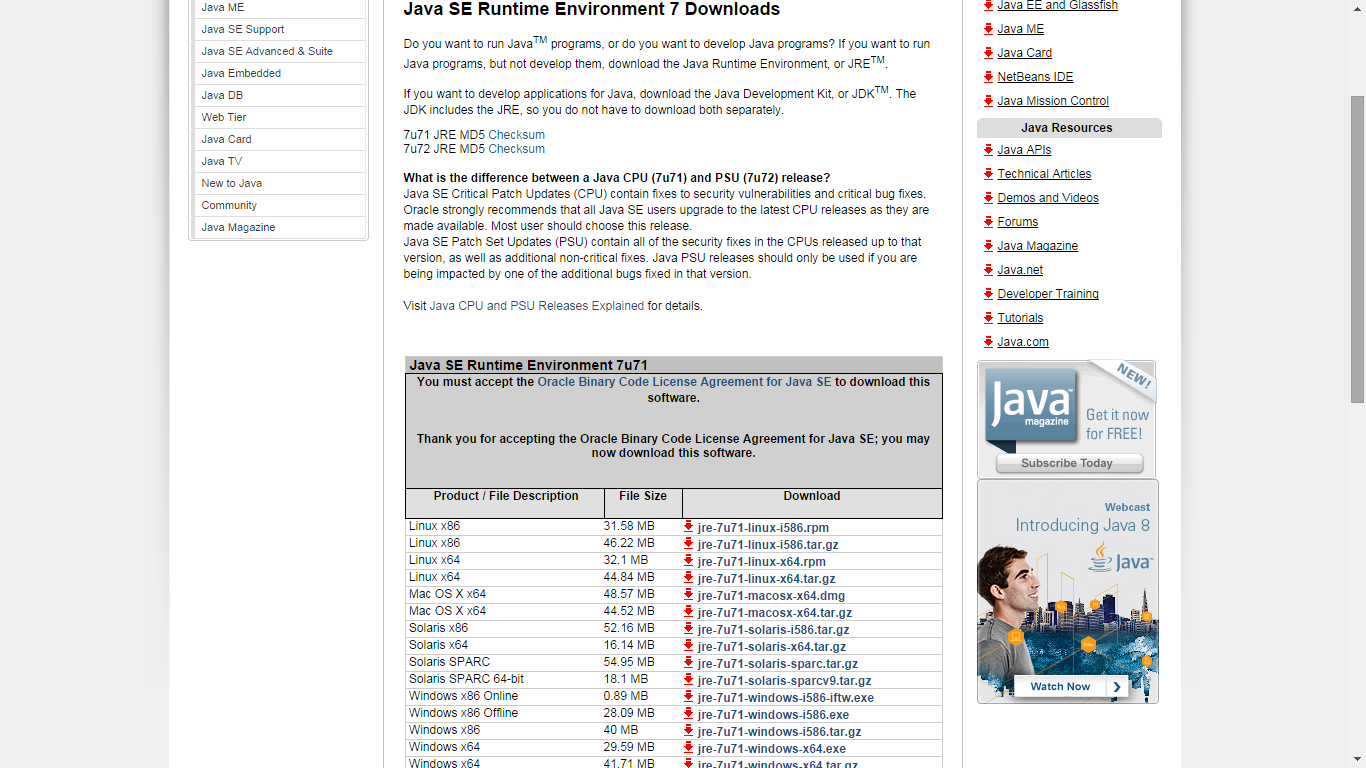 Java ME
Java SE Support
Java SE Advanced & Suite
Java Embedded
Java DB
Web Tier
Java Card
Java TV
New to Java
Community
Java Magazine
Java SE Runtime Environment 7 Downloads
Do you want to run Java™ programs, or do you want to develop Java programs? If you want to run
Java programs, but not develop them, download the Java Runtime Environment, or JRE™.
If you want to develop applications for Java, download the Java Development Kit, or JDK™. The
JDK includes the JRE, so you do not have to download both separately.
7u71 JRE MD5 Checksum
7u72 JRE MD5 Checksum
What is the difference between a Java CPU (7u71) and PSU (7u72) release?
Java SE Critical Patch Updates (CPU) contain fixes to security vulnerabilities and critical bug fixes.
Oracle strongly recommends that all Java SE users upgrade to the latest CPU releases as they are
made available. Most user should choose this release.
Java SE Patch Set Updates (PSU) contain all of the security fixes in the CPUs released up to that
version, as well as additional non-critical fixes. Java PSU releases should only be used if you are
being impacted by one of the additional bugs fixed in that version.
Visit Java CPU and PSU Releases Explained for details.
Java SE Runtime Environment 7u71
You must accept the Oracle Binary Code License Agreement for Java SE to download this
software.
Thank you for accepting the Oracle Binary Code License Agreement for Java SE; you may
now download this software.
Product / File Description File Size Download
Linux x86 31.58 MB jre-7u71-linux-i586.rpm
Linux x86 46.22 MB jre-7u71-linux-i586.tar.gz
Linux x64 32.1 MB jre-7u71-linux-x64.rpm
Linux x64 44.84 MB jre-7u71-linux-x64.tar.gz
Mac OS X x64 48.57 MB jre-7u71-macosx-x64.dmg
Mac OS X x64 44.52 MB jre-7u71-macosx-x64.tar.gz
Solaris x86 52.16 MB jre-7u71-solaris-i586.tar.gz
Solaris x64 16.14 MB jre-7u71-solaris-x64.tar.gz
Solaris SPARC 54.95 MB jre-7u71-solaris-sparc.tar.gz
Solaris SPARC 64-bit 18.1 MB jre-7u71-solaris-sparcv9.tar.gz
Windows x86 Online 0.89 MB jre-7u71-windows-i586-iftw.exe
Windows x86 Offline 28.09 MB jre-7u71-windows-i586.exe
Windows x86 40 MB jre-7u71-windows-i586.tar.gz
Windows x64 29.59 MB jre-7u71-windows-x64.exe
Windows x64 41.71 MB jre-7u71-windows-x64.tar.gz
Java EE and Glassfish
Java ME
Java Card
NetBeans IDE
Java Mission Control
Java Resources
Java APIs
Technical Articles
Demos and Videos
Forums
Java Magazine
Java.net
Developer Training
Tutorials
Java.com
NEW!
Java™
magazine
Get it now
for FREE!
Subscribe Today
Webcast
Introducing Java 8
Java™
Watch Now